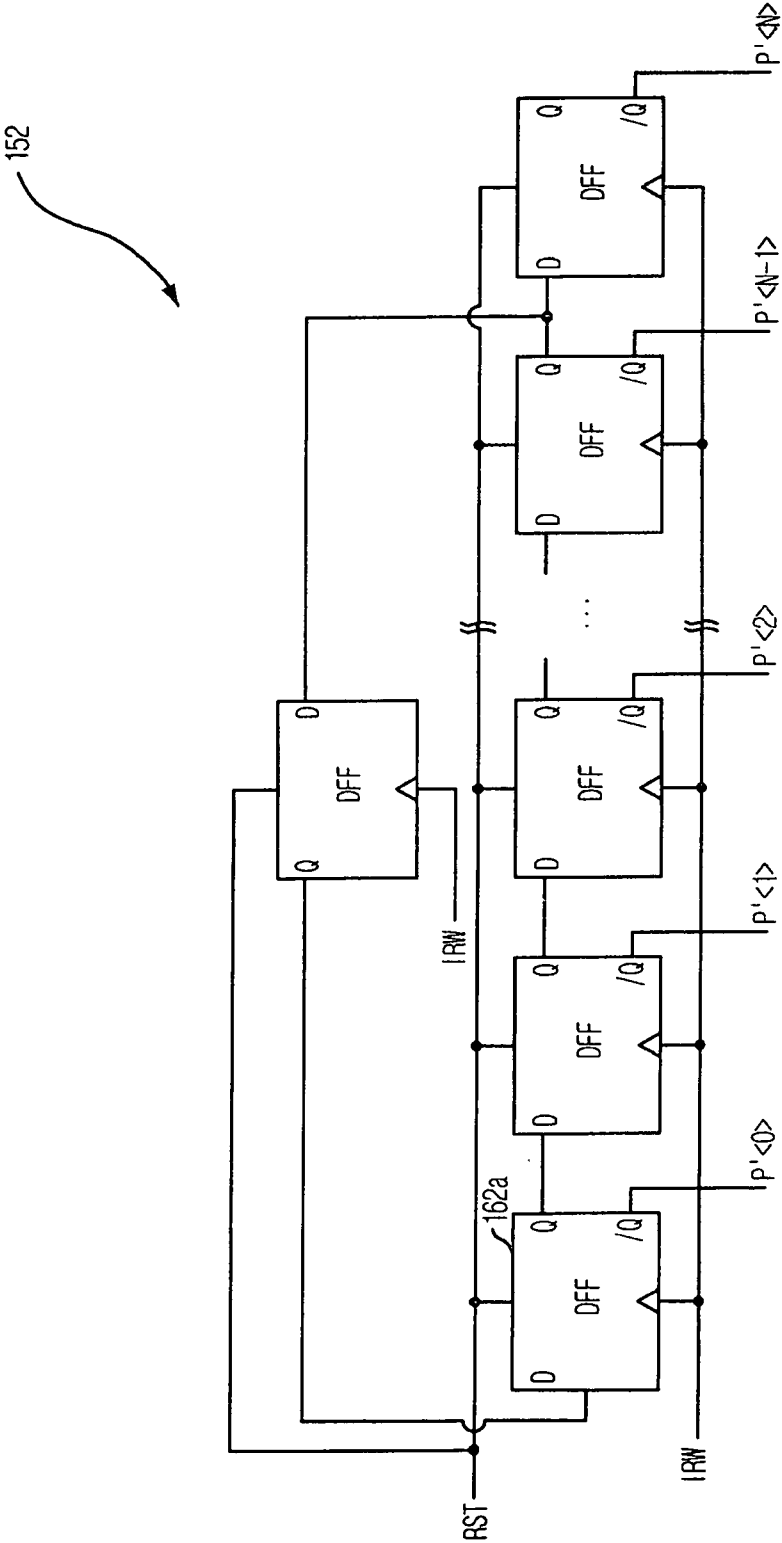 152
Q D
DFF
IRW
RST
162a
D Q
DFF
/Q
D Q
DFF
/Q
D Q
DFF
/Q
...
D Q
DFF
/Q
D Q
DFF
/Q
IRW
P'<0>
P'<1>
P'<2>
P'<N-1>
P'<N>